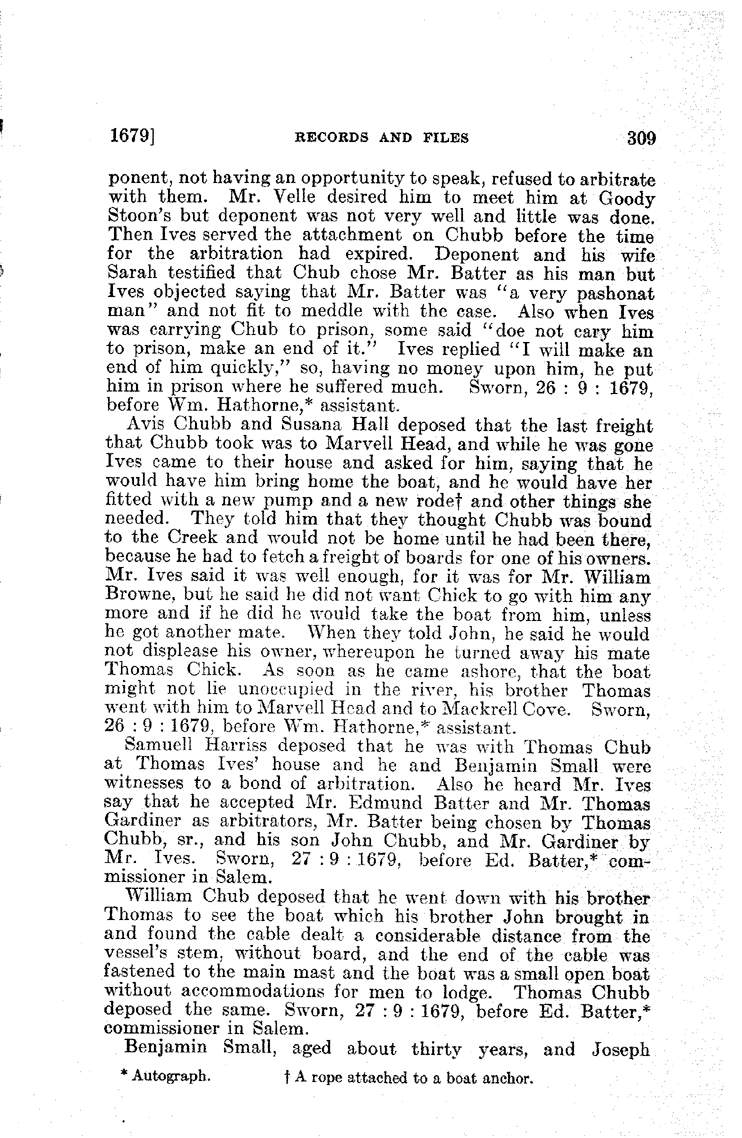 1679] RECORDS AND FILES 309
ponent, not having an opportunity to speak, refused to arbitrate
with them. Mr. Velle desired him to meet him at Goody
Stoon's but deponent was not very well and little was done.
Then Ives served the attachment on Chubb before the time
for the arbitration had expired. Deponent and his wife
Sarah testified that Chub chose Mr. Batter as his man but
Ives objected saying that Mr. Batter was "a very pashonat
man" and not fit to meddle with the case. Also when Ives
was carrying Chub to prison, some said "doe not cary him
to prison, make an end of it." Ives replied "I will make an
end of him quickly," so, having no money upon him, he put
him in prison where he suffered much. Sworn, 26 : 9 : 1679,
before Wm. Hathorne,* assistant.
Avis Chubb and Susana Hall deposed that the last freight
that Chubb took was to Marvell Head, and while he was gone
Ives came to their house and asked for him, saying that he
would have him bring home the boat, and he would have her
fitted with a new pump and a new rode† and other things she
needed. They told him that they thought Chubb was bound
to the Creek and would not be home until he had been there,
because he had to fetch a freight of boards for one of his owners.
Mr. Ives said it was well enough, for it was for Mr. William
Browne, but he said he did not want Chick to go with him any
more and if he did he would take the boat from him, unless
he got another mate. When they told John, he said he would
not displease his owner, whereupon he turned away his mate
Thomas Chick. As soon as he came ashore, that the boat
might not lie unoccupied in the river, his brother Thomas
went with him to Marvell Head and to Mackrell Cove. Sworn,
26 : 9 : 1679, before Wm. Hathorne,* assistant.
Samuell Harriss deposed that he was with Thomas Chub
at Thomas Ives' house and he and Benjamin Small were
witnesses to a bond of arbitration. Also he heard Mr. Ives
say that he accepted Mr. Edmund Batter and Mr. Thomas
Gardiner as arbitrators, Mr. Batter being chosen by Thomas
Chubb, sr., and his son John Chubb, and Mr. Gardiner by
Mr. Ives. Sworn, 27 : 9 : 1679, before Ed. Batter,* com-
missioner in Salem.
William Chub deposed that he went down with his brother
Thomas to see the boat which his brother John brought in
and found the cable dealt a considerable distance from the
vessel's stem, without board, and the end of the cable was
fastened to the main mast and the boat was a small open boat
without accommodations for men to lodge. Thomas Chubb
deposed the same. Sworn, 27 : 9 : 1679, before Ed. Batter,*
commissioner in Salem.
Benjamin Small, aged about thirty years, and Joseph
* Autograph. † A rope attached to a boat anchor.